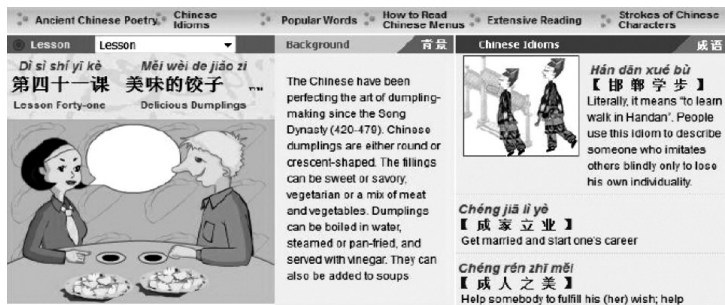 Ancient Chinese Poetry
Chinese
Idioms
Popular Words
How to Read
Chinese Menus
Extensive Reading
Strokes of Chinese
Characters
Lesson
Lesson
Dì sì shí yī kè
Měi wèi de jiǎo zi
第四十一课
美味的饺子
Lesson Forty-one
Delicious Dumplings
Background
背景
The Chinese have been
perfecting the art of dumpling-
making since the Song
Dynasty (420-479). Chinese
dumplings are either round or
crescent-shaped. The fillings
can be sweet or savory,
vegetarian or a mix of meat
and vegetables. Dumplings
can be boiled in water,
steamed or pan-fried, and
served with vinegar. They can
also be added to soups
Chinese Idioms
成语
Hán dān xué bù
【 邯 郸 学 步 】
Literally, it means "to learn
walk in Handan". People
use this idiom to describe
someone who imitates
others blindly only to lose
his own individuality.
Chéng jiā lì yè
【 成 家 立 业 】
Get married and start one's career
Chéng rén zhī měi
【 成 人 之 美 】
Help somebody to fulfill his (her) wish; help